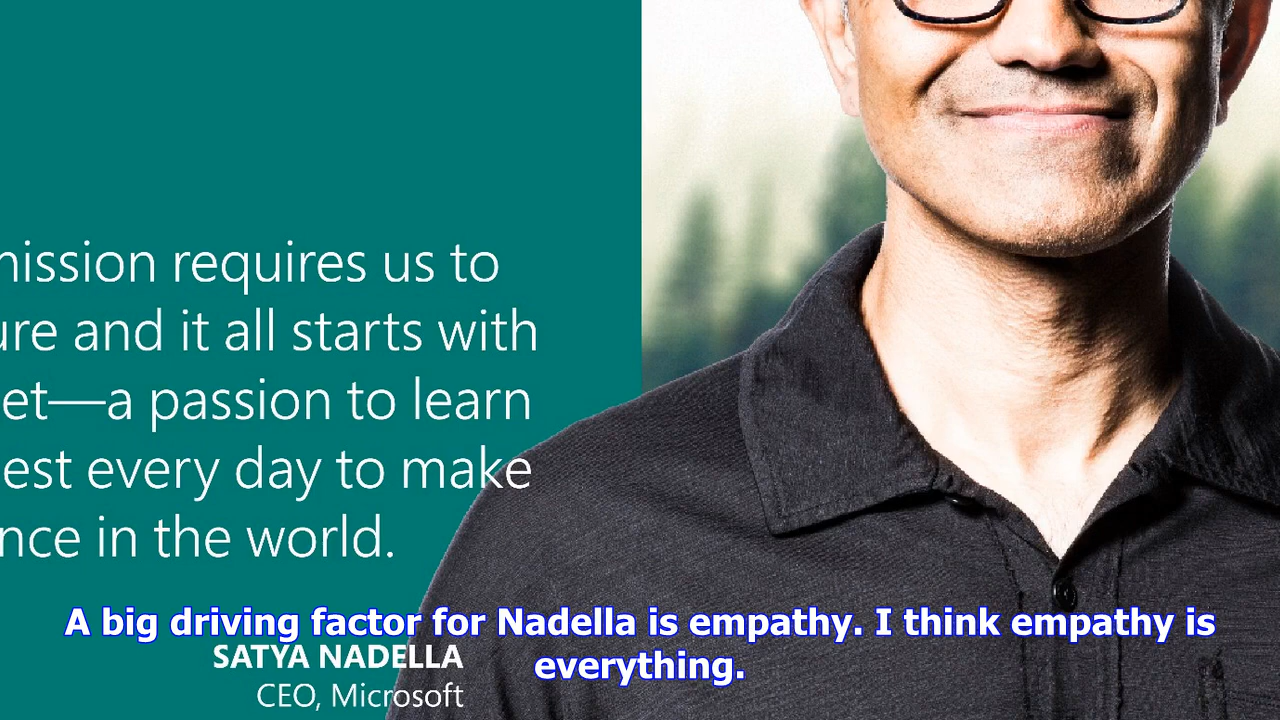 mission requires us to
ure and it all starts with
et—a passion to learn
est every day to make
nce in the world.
A big driving factor for Nadella is empathy. I think empathy is
everything.
SATYA NADELLA
CEO, Microsoft